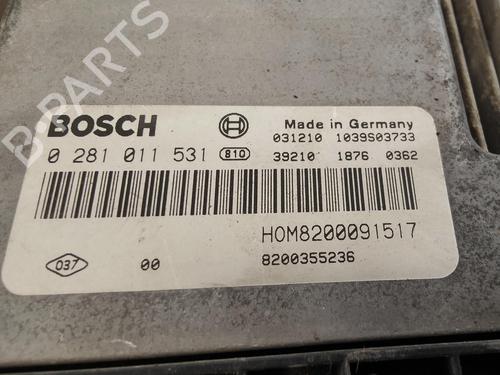 BOSCH
Made in Germany
031210 1039S03733
0 281 011 531 810 39210 1876 0362
HOM8200091517
037 00 8200355236
B-PARTS